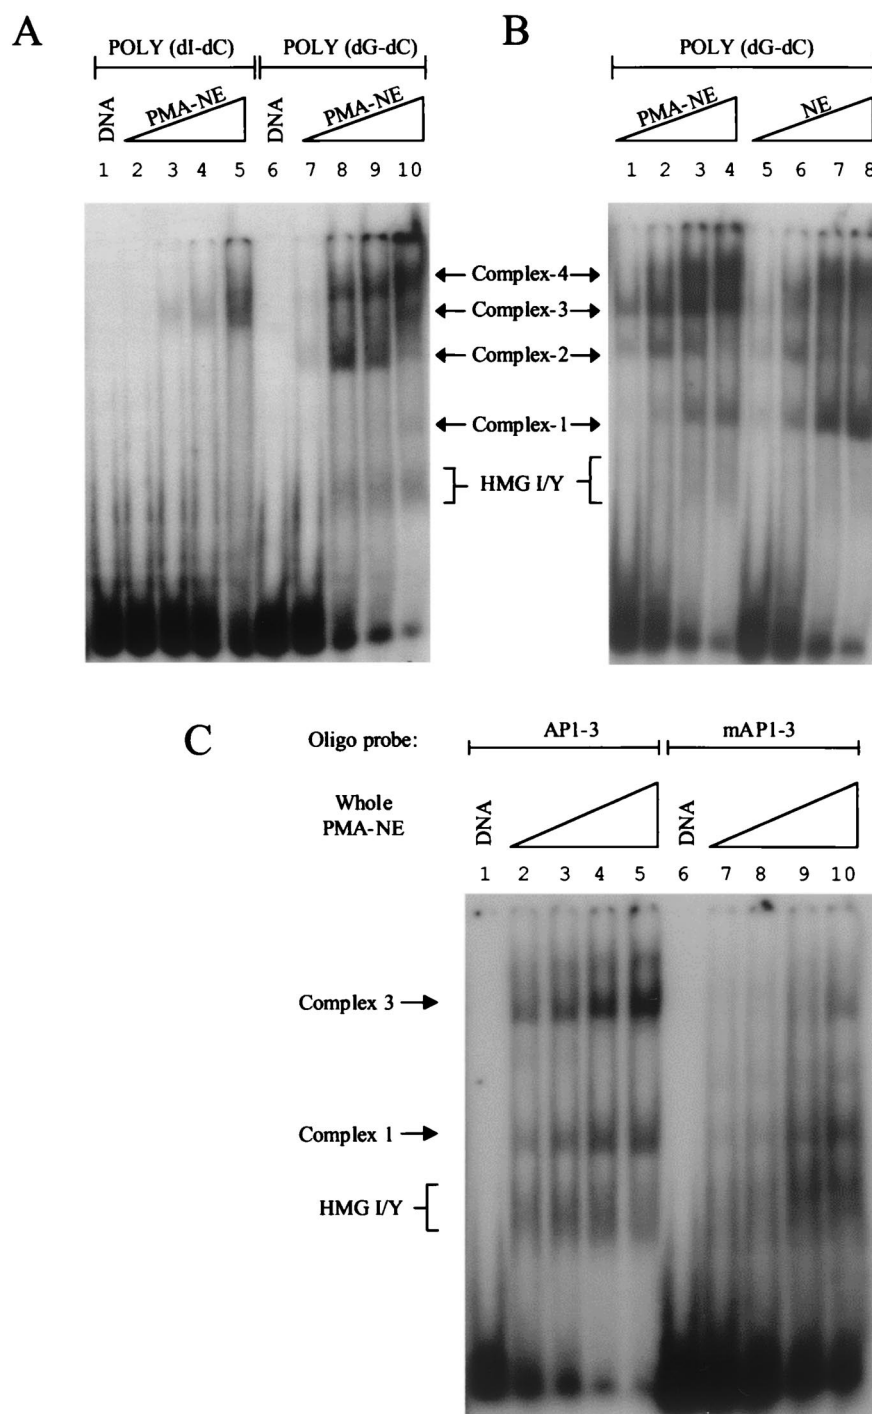 A
B
POLY (dI-dC)
POLY (dG-dC)
POLY (dG-dC)
DNA
PMA-NE
DNA
PMA-NE
PMA-NE
NE
1 2 3 4 5 6 7 8 9 10
1 2 3 4 5 6 7 8
Complex-4
Complex-3
Complex-2
Complex-1
HMG I/Y
C
Oligo probe:
AP1-3
mAP1-3
Whole
PMA-NE
DNA
DNA
1 2 3 4 5 6 7 8 9 10
Complex 3
Complex 1
HMG I/Y